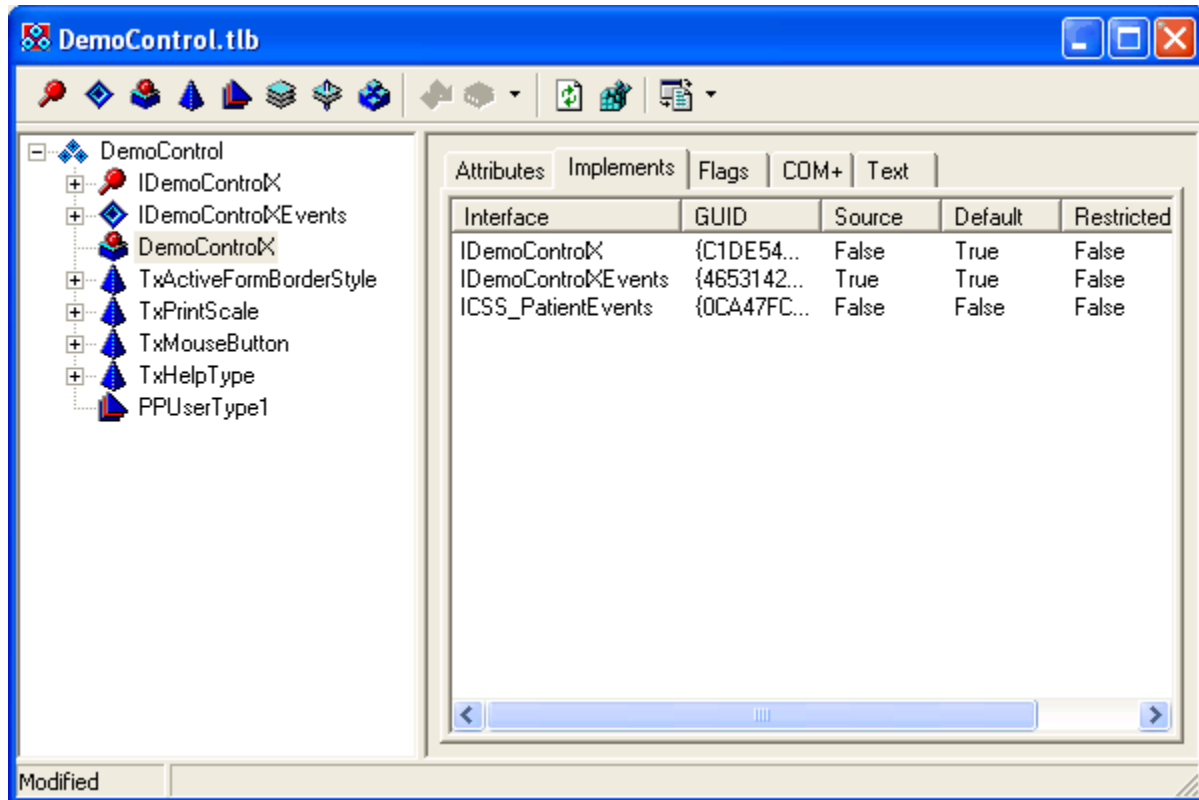 DemoControl.tlb
DemoControl
IDemoControlX
IDemoControlXEvents
DemoControlX
TxActiveFormBorderStyle
TxPrintScale
TxMouseButton
TxHelpType
PPUserType1
Attributes Implements Flags COM+ Text
Interface GUID Source Default Restricted
IDemoControlX {C1DE54... False True False
IDemoControlXEvents {4653142... True True False
ICSS_PatientEvents {0CA47FC... False False False
Modified